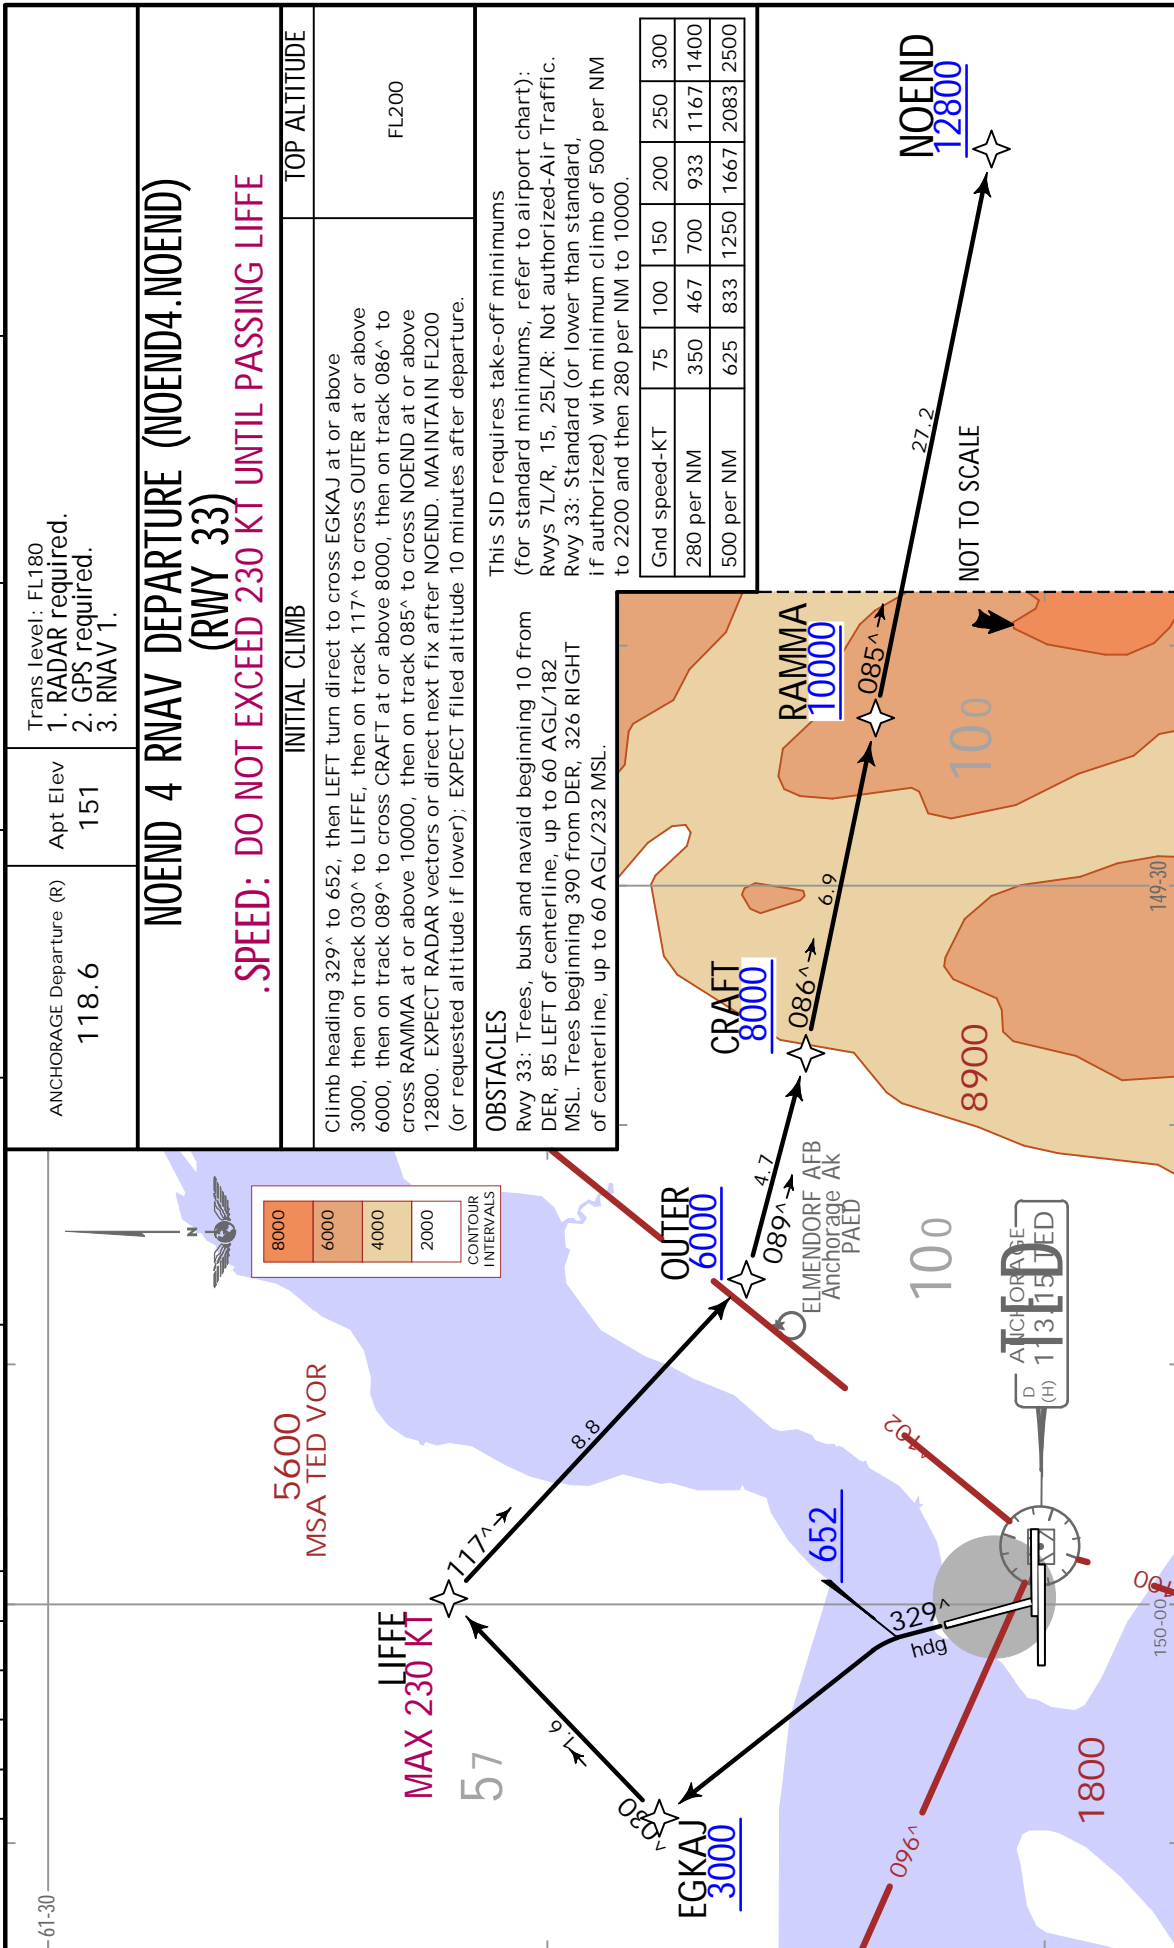 ANCHORAGE Departure (R)
118.6
Apt Elev
151
Trans level: FL180
1. RADAR required.
2. GPS required.
3. RNAV 1.
NOEND 4 RNAV DEPARTURE (NOEND4.NOEND)
(RWY 33)
.SPEED: DO NOT EXCEED 230 KT UNTIL PASSING LIFFE
INITIAL CLIMB
TOP ALTITUDE
Climb heading 329^ to 652, then LEFT turn direct to cross EGKAJ at or above
3000, then on track 030^ to LIFFE, then on track 117^ to cross OUTER at or above
6000, then on track 089^ to cross CRAFT at or above 8000, then on track 086^ to
cross RAMMA at or above 10000, then on track 085^ to cross NOEND at or above
12800. EXPECT RADAR vectors or direct next fix after NOEND. MAINTAIN FL200
(or requested altitude if lower); EXPECT filed altitude 10 minutes after departure.
FL200
OBSTACLES
Rwy 33: Trees, bush and navaid beginning 10 from
DER, 85 LEFT of centerline, up to 60 AGL/182
MSL. Trees beginning 390 from DER, 326 RIGHT
of centerline, up to 60 AGL/232 MSL.
This SID requires take-off minimums
(for standard minimums, refer to airport chart):
Rwys 7L/R, 15, 25L/R: Not authorized-Air Traffic.
Rwy 33: Standard (or lower than standard,
if authorized) with minimum climb of 500 per NM
to 2200 and then 280 per NM to 10000.
Gnd speed-KT 75 100 150 200 250 300
280 per NM 350 467 700 933 1167 1400
500 per NM 625 833 1250 1667 2083 2500
61-30
N
8000
6000
4000
2000
CONTOUR
INTERVALS
5600
MSA TED VOR
LIFFE
MAX 230 KT
117^
8.8
57
7.6
030^
EGKAJ
3000
OUTER
6000
089^
4.7
ELMENDORF AFB
Anchorage Ak
PAED
CRAFT
8000
086^
6.9
RAMMA
10000
085^
27.2
NOEND
12800
NOT TO SCALE
652
329^
hdg
100
100
8900
ANCHORAGE
D
(H)
113.15 TED
TED
096^
1800
150-00
149-30